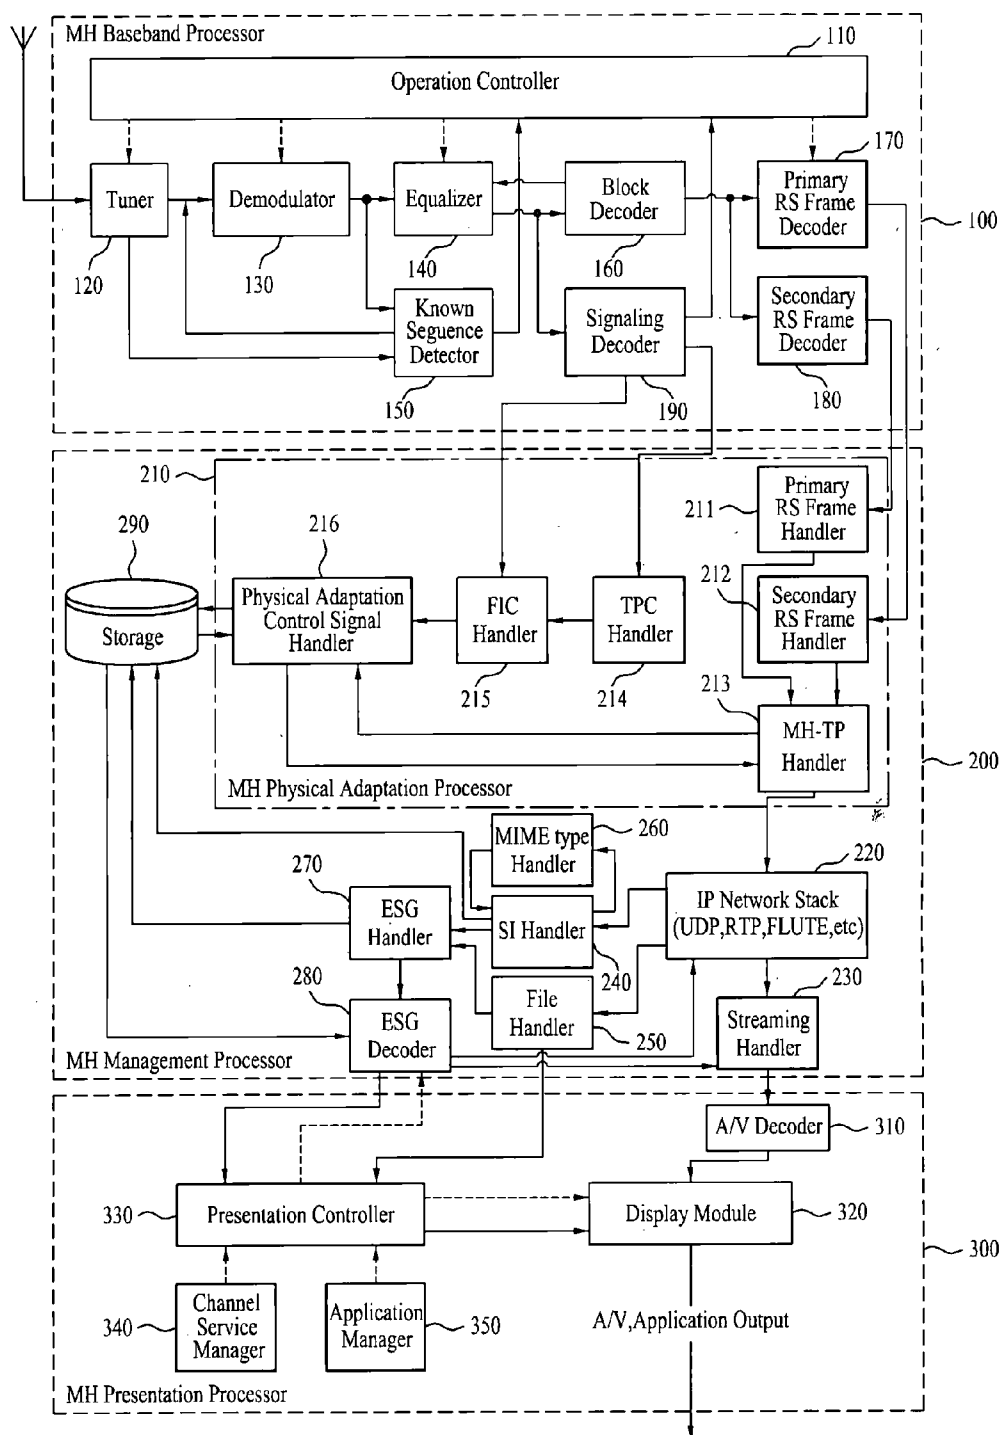 MH Baseband Processor
110
Operation Controller
170
Tuner
Demodulator
Equalizer
Block
Decoder
Primary
RS Frame
Decoder
100
120
130
140
160
Known
Seguence
Detector
Signaling
Decoder
Secondary
RS Frame
Decoder
150
190
180
210
290
216
211
Primary
RS Frame
Handler
212
Storage
Physical Adaptation
Control Signal
Handler
FIC
Handler
TPC
Handler
Secondary
RS Frame
Handler
215
214
213
MH-TP
Handler
200
MH Physical Adaptation Processor
MIME type
Handler
260
270
220
ESG
Handler
SI Handler
IP Network Stack
(UDP,RTP,FLUTE,etc)
240
280
230
ESG
Decoder
File
Handler
250
Streaming
Handler
MH Management Processor
A/V Decoder
310
330
Presentation Controller
Display Module
320
300
340
Channel
Service
Manager
Application
Manager
350
A/V,Application Output
MH Presentation Processor